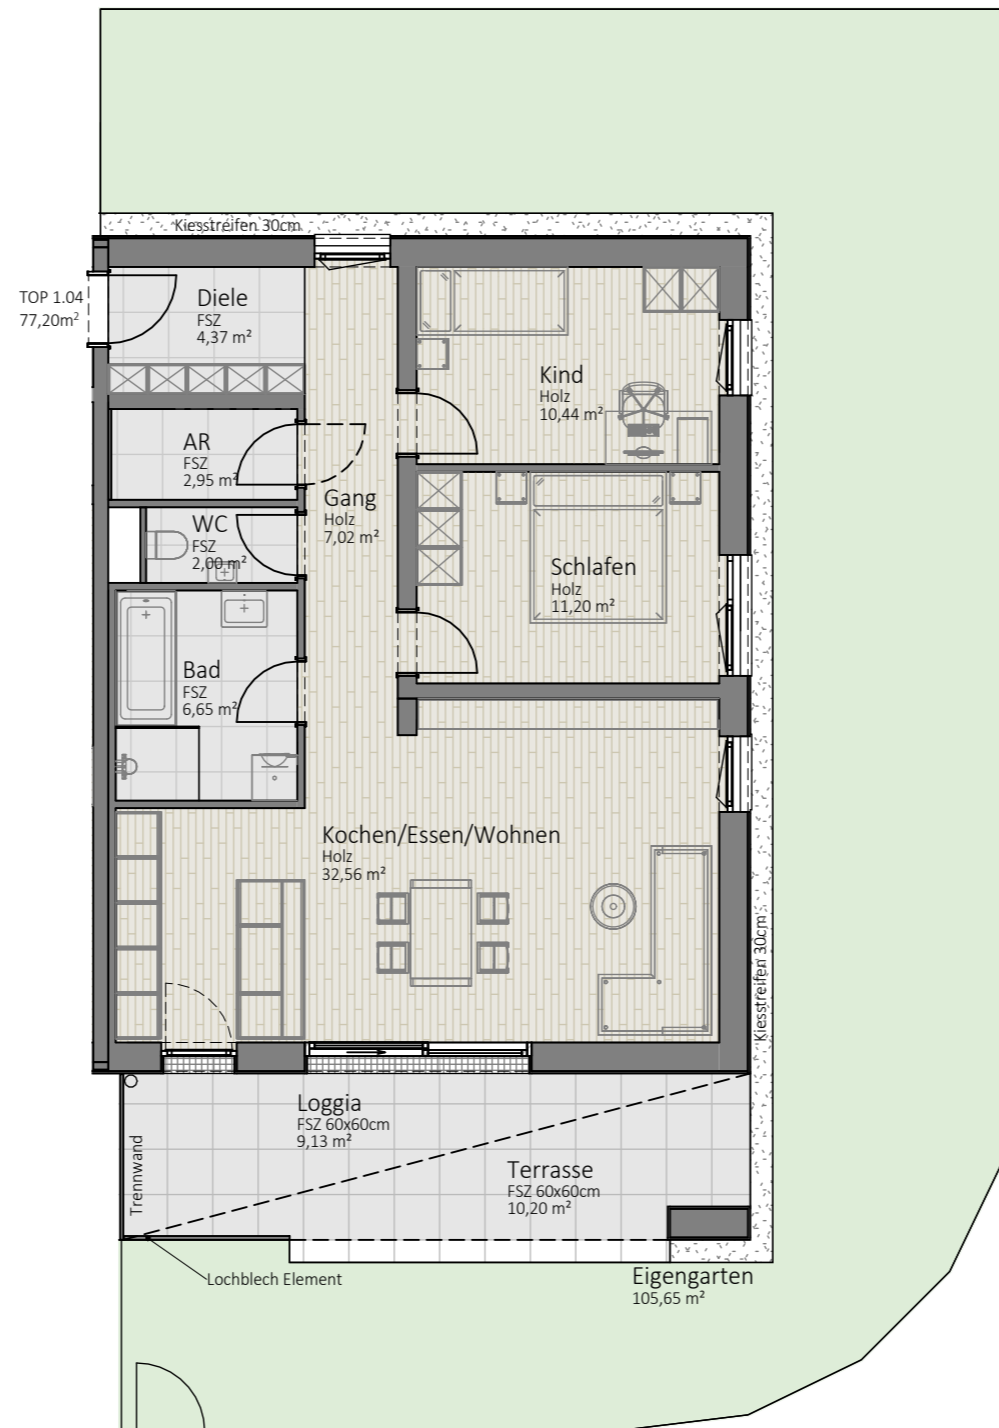 Kiesstreifen 30cm
TOP 1.04
77,20m²
Diele
FSZ
4,37 m²
Kind
Holz
10,44 m²
AR
FSZ
2,95 m²
Gang
Holz
7,02 m²
WC
FSZ
2,00 m²
Schlafen
Holz
11,20 m²
Bad
FSZ
6,65 m²
Kochen/Essen/Wohnen
Holz
32,56 m²
Kiesstreifen 30cm
Loggia
FSZ 60x60cm
9,13 m²
Trennwand
Terrasse
FSZ 60x60cm
10,20 m²
Lochblech Element
Eigengarten
105,65 m²